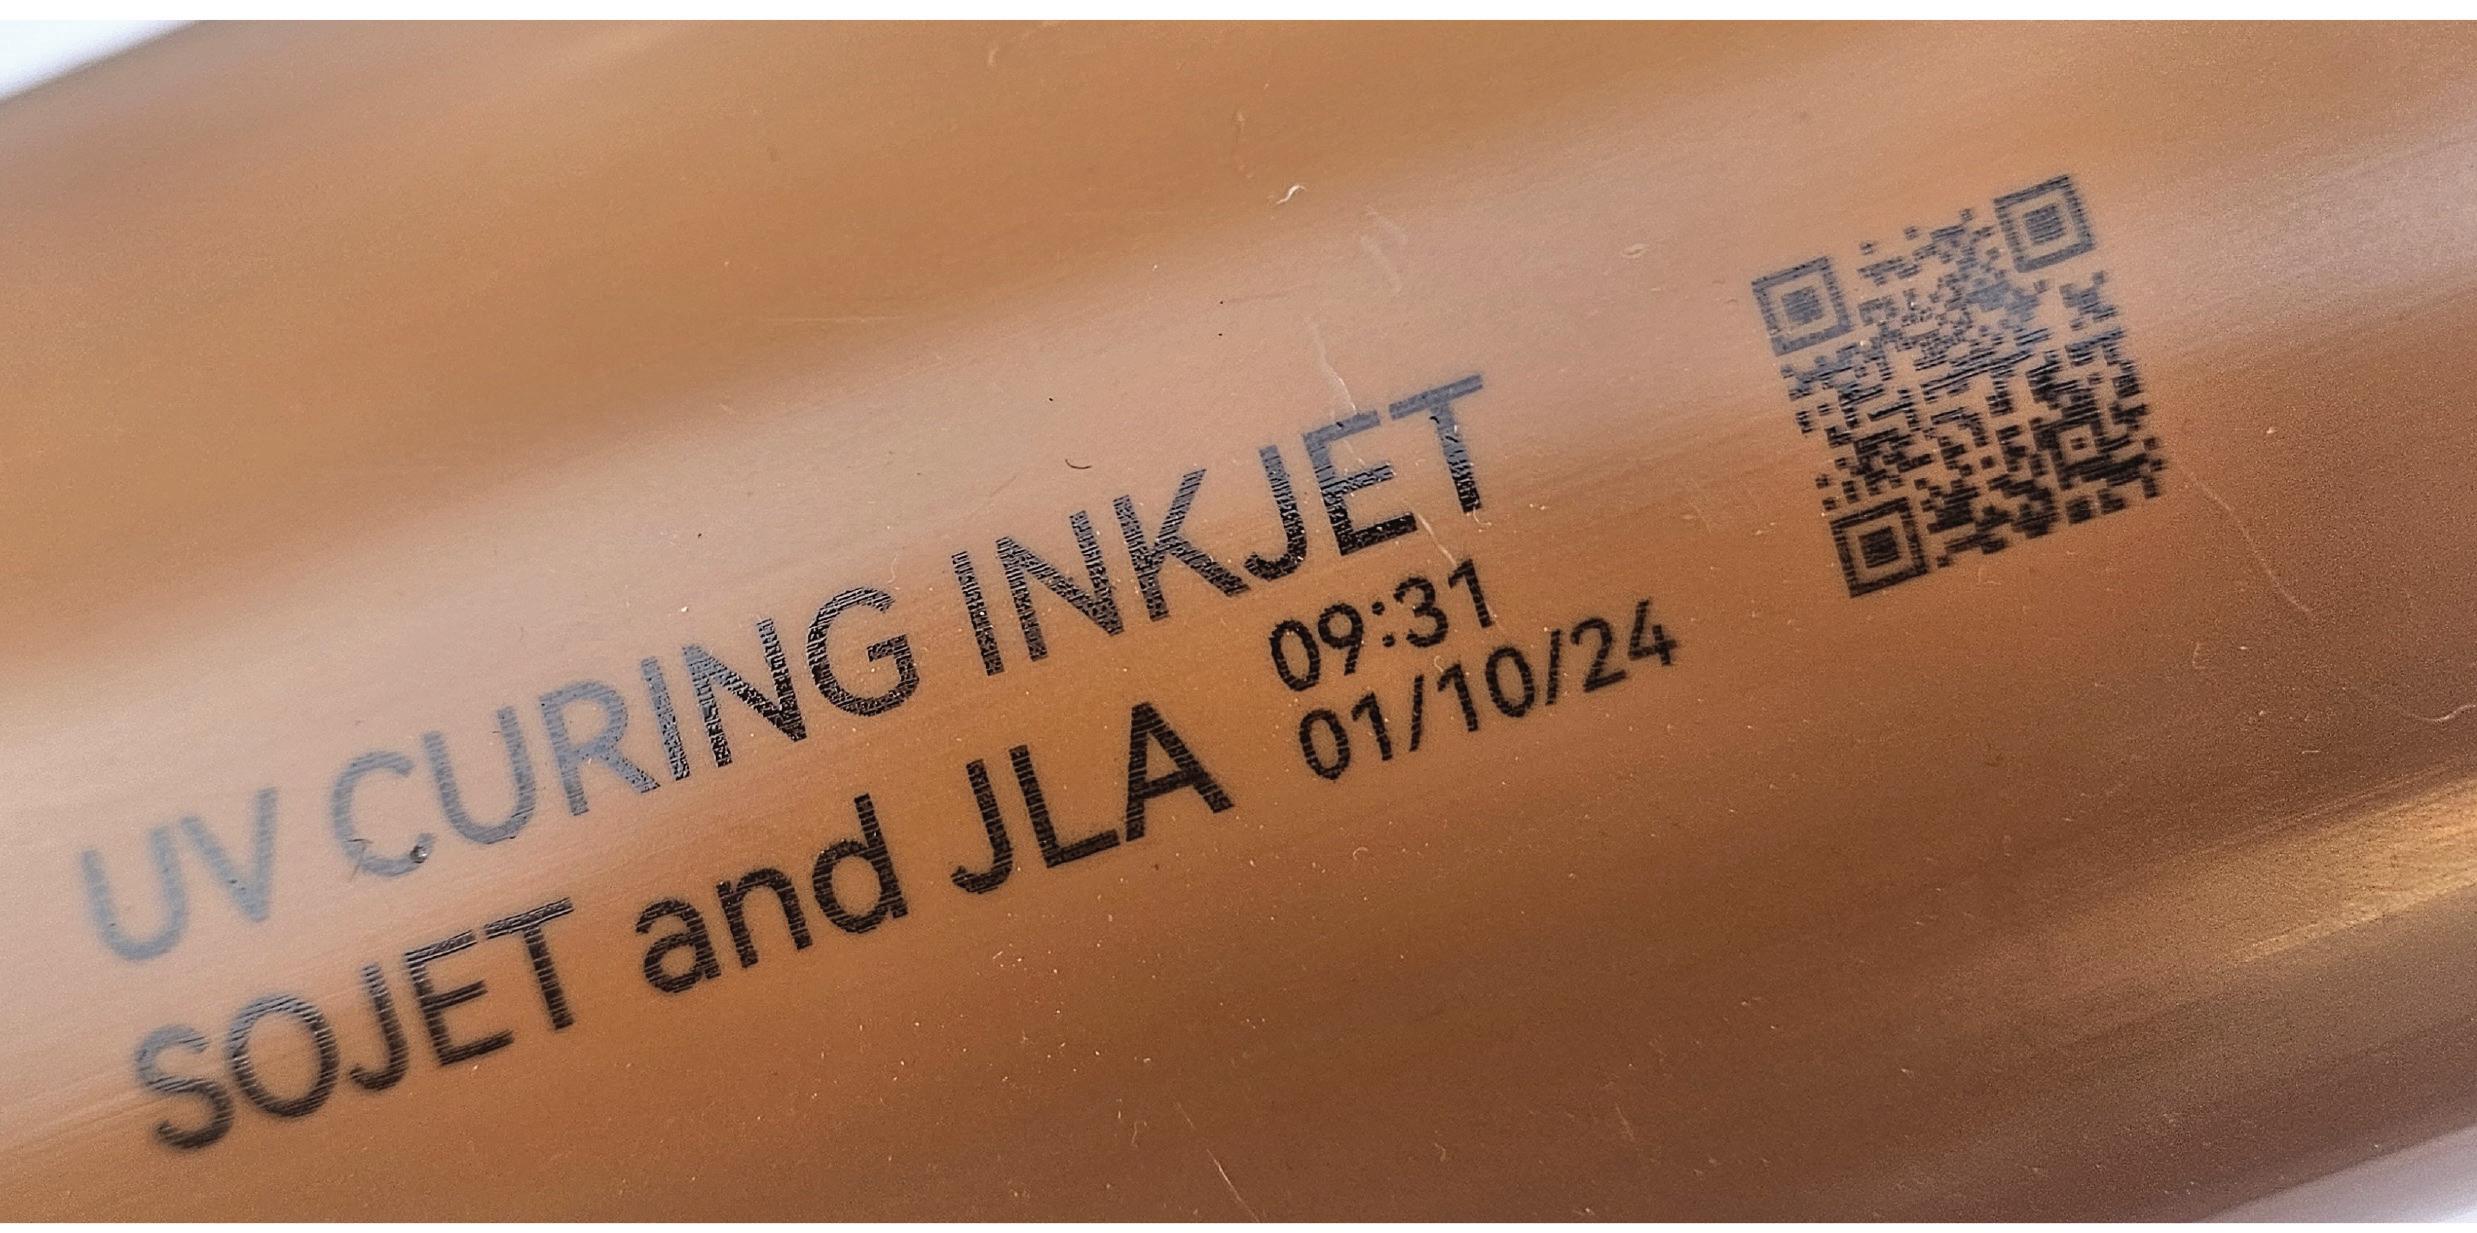 UV CURING INKJET
SOJET and JLA
09:31
01/10/24